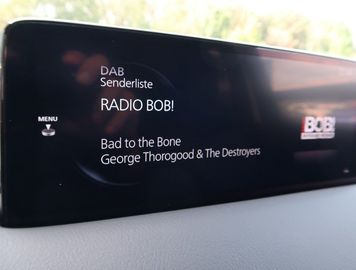 DAB
Senderliste
RADIO BOB!
MENU
BOB!
Bad to the Bone
George Thorogood & The Destroyers